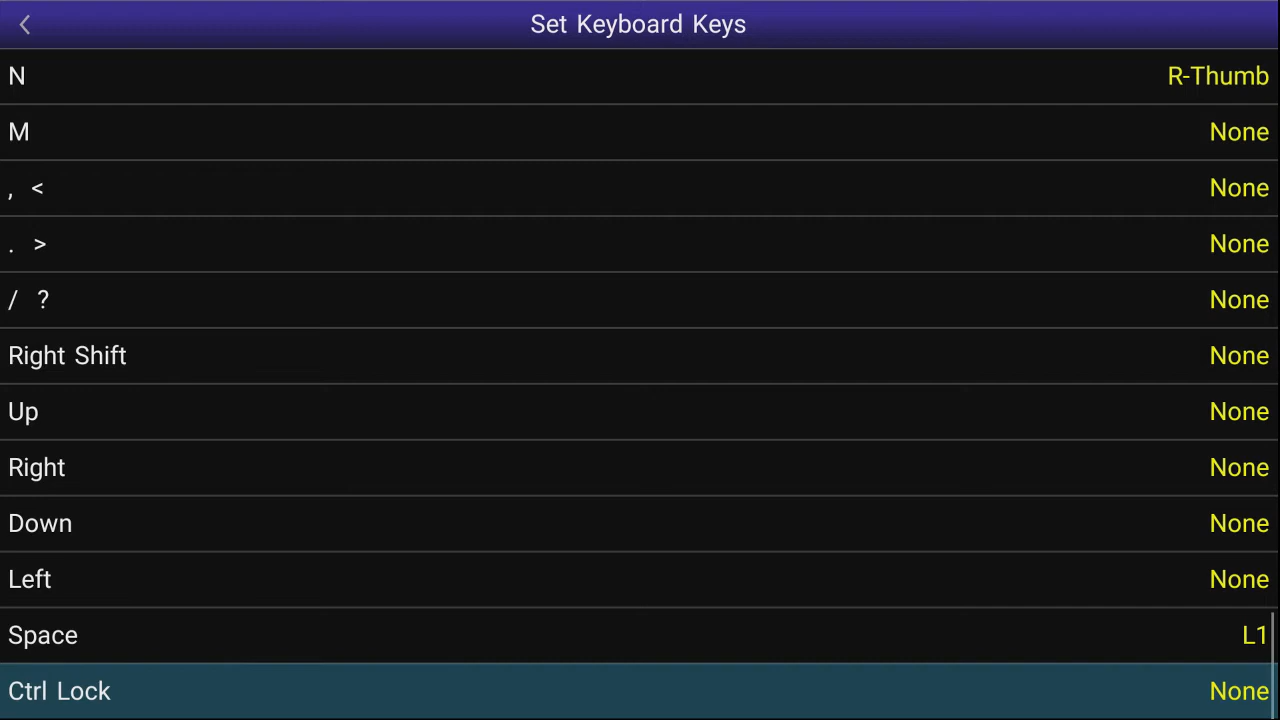 Set Keyboard Keys
N R-Thumb
M None
, < None
. > None
/ ? None
Right Shift None
Up None
Right None
Down None
Left None
Space L1
Ctrl Lock None